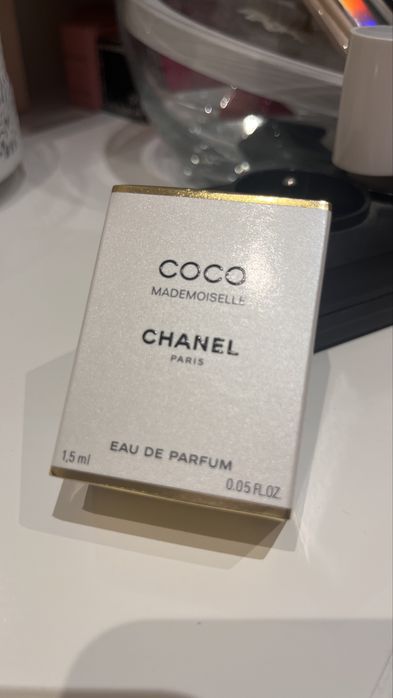 COCO
MADEMOISELLE
CHANEL
PARIS
EAU DE PARFUM
1,5 ml
0.05 FL.OZ.